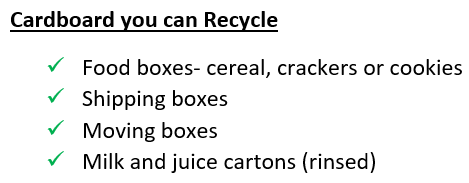 Cardboard you can Recycle
✓ Food boxes- cereal, crackers or cookies
✓ Shipping boxes
✓ Moving boxes
✓ Milk and juice cartons (rinsed)